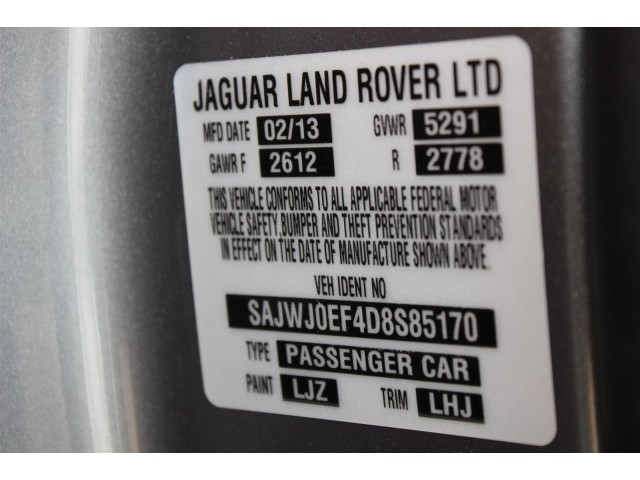 JAGUAR LAND ROVER LTD
MFD DATE 02/13 GVWR 5291
GAWR F 2612 R 2778
THIS VEHICLE CONFORMS TO ALL APPLICABLE FEDERAL MOTOR
VEHICLE SAFETY,BUMPER AND THEFT PREVENTION STANDARDS
IN EFFECT ON THE DATE OF MANUFACTURE SHOWN ABOVE.
VEH IDENT NO
SAJWJ0EF4D8S85170
TYPE PASSENGER CAR
PAINT LJZ TRIM LHJ